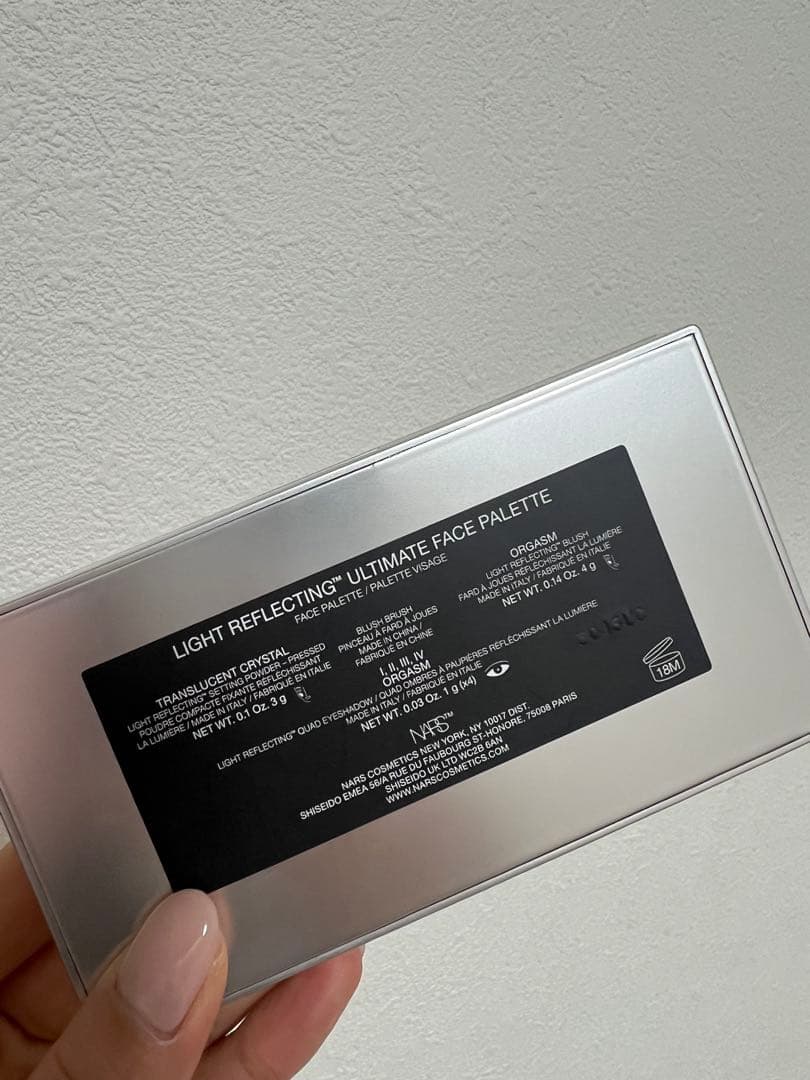 LIGHT REFLECTING™ ULTIMATE FACE PALETTE
FACE PALETTE / PALETTE VISAGE
TRANSLUCENT CRYSTAL
LIGHT REFLECTING™ SETTING POWDER – PRESSED
POUDRE COMPACTE FIXANTE RÉFLÉCHISSANT
LA LUMIÈRE / MADE IN ITALY / FABRIQUÉ EN ITALIE
NET WT. 0.1 Oz. 3 g
BLUSH BRUSH
PINCEAU À FARD À JOUES
MADE IN CHINA /
FABRIQUÉ EN CHINE
ORGASM
LIGHT REFLECTING™ BLUSH
FARD À JOUES RÉFLÉCHISSANT LA LUMIÈRE
MADE IN ITALY / FABRIQUÉ EN ITALIE
NET WT. 0.14 Oz. 4 g
I, II, III, IV
ORGASM
LIGHT REFLECTING™ QUAD EYESHADOW / QUAD OMBRES À PAUPIÈRES RÉFLÉCHISSANT LA LUMIÈRE
MADE IN ITALY / FABRIQUÉ EN ITALIE
NET WT. 0.03 Oz. 1 g (x4)
NARS™
NARS COSMETICS NEW YORK, NY 10017 DIST.
SHISEIDO EMEA 56/A RUE DU FAUBOURG ST-HONORE, 75008 PARIS
SHISEIDO UK LTD WC2B 6AN
WWW.NARSCOSMETICS.COM
18M